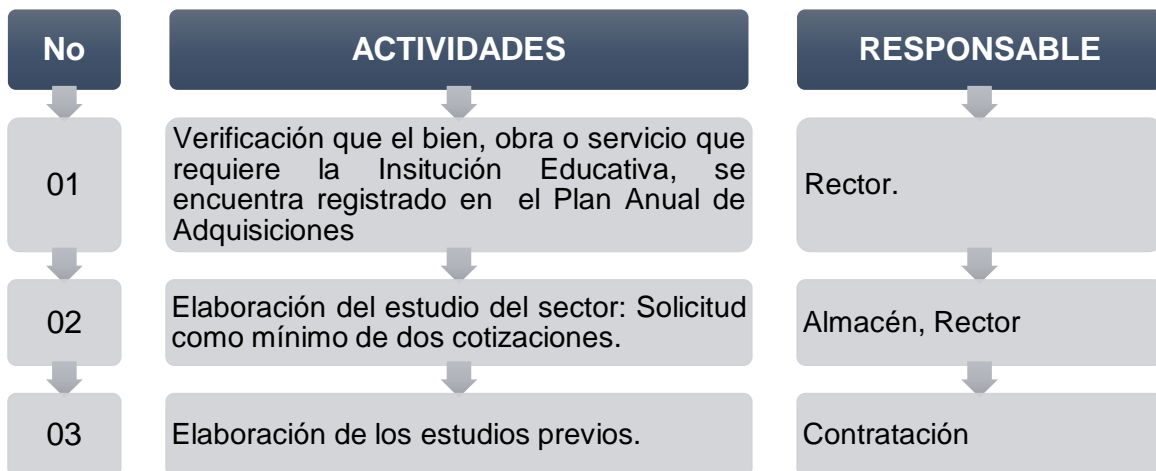 No
ACTIVIDADES
RESPONSABLE
01
Verificación que el bien, obra o servicio que
requiere la Insitución Educativa, se
encuentra registrado en el Plan Anual de
Adquisiciones
Rector.
02
Elaboración del estudio del sector: Solicitud
como mínimo de dos cotizaciones.
Almacén, Rector
03
Elaboración de los estudios previos.
Contratación